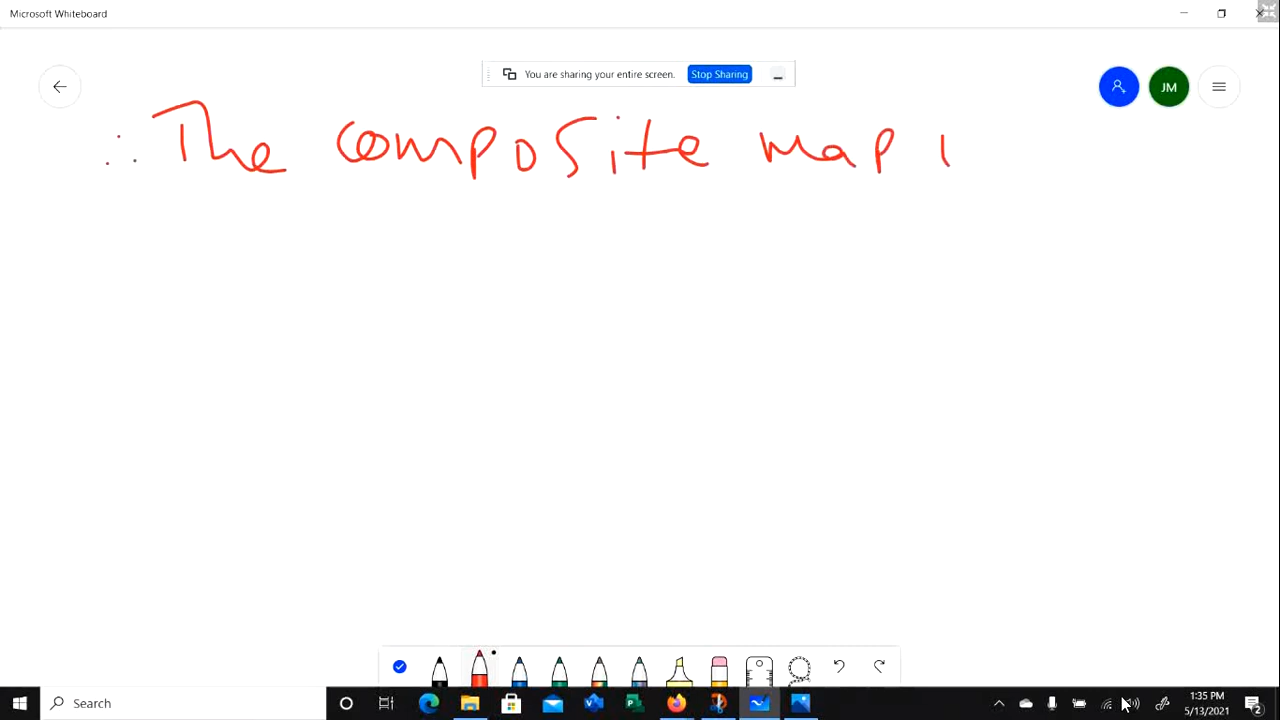 Microsoft Whiteboard
You are sharing your entire screen. Stop Sharing
JM
∴ The composite map
Search
1:35 PM
5/13/2021
2